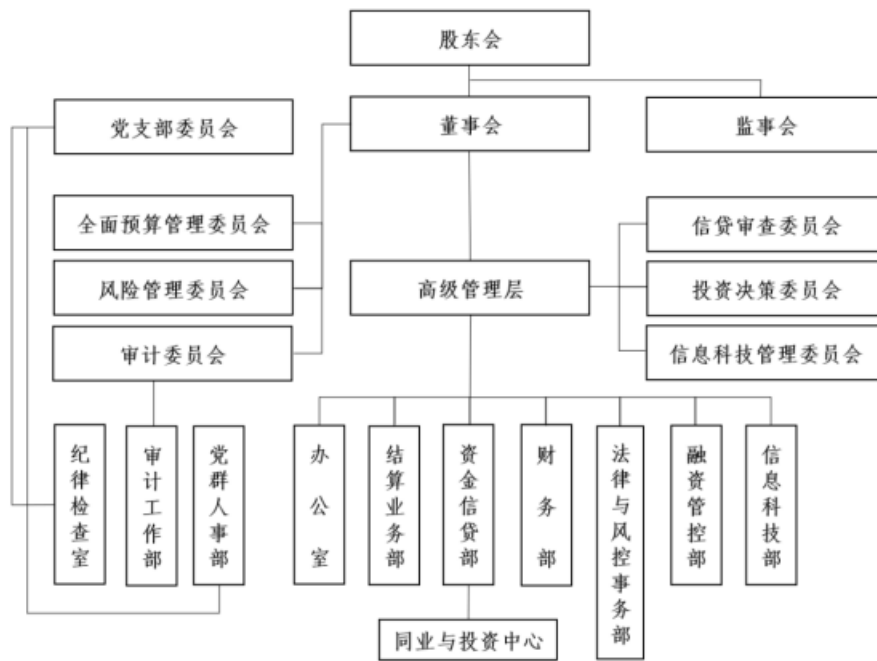 股东会
党支部委员会
董事会
监事会
全面预算管理委员会
信贷审查委员会
风险管理委员会
高级管理层
投资决策委员会
审计委员会
信息科技管理委员会
纪律检查室
审计工作部
党群人事部
办公室
结算业务部
资金信贷部
财务部
法律与风控事务部
融资管控部
信息科技部
同业与投资中心